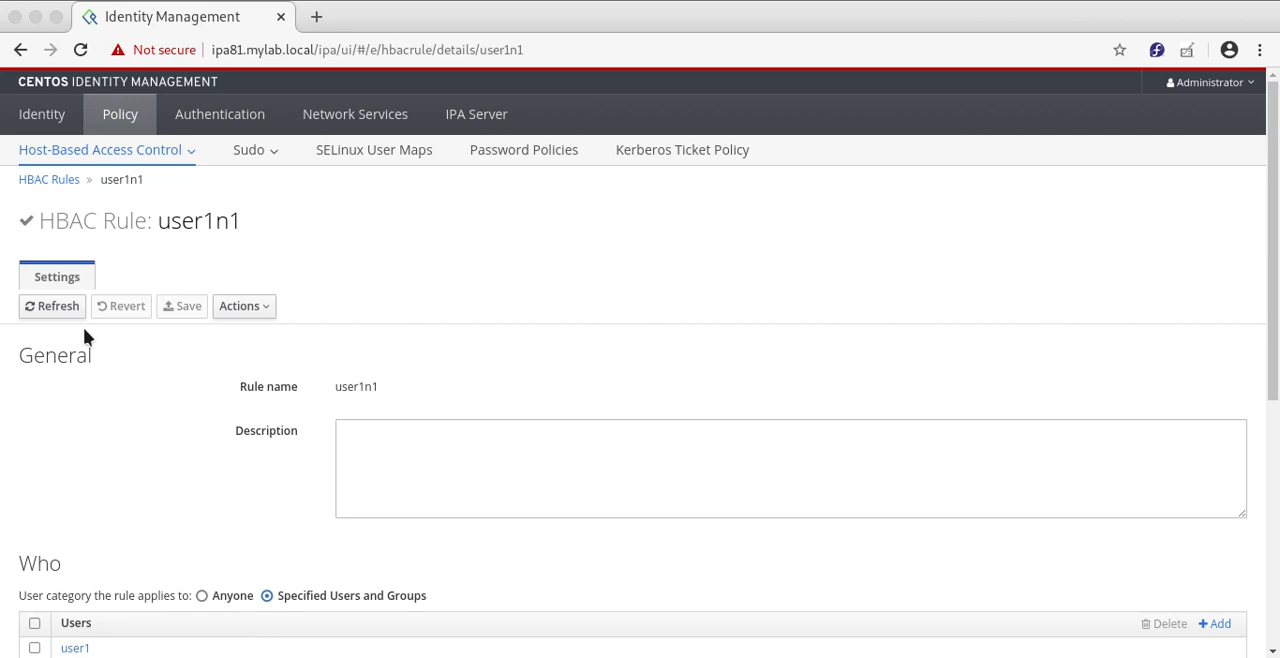 Identity Management
Not secure ipa81.mylab.local/ipa/ui/#/e/hbacrule/details/user1n1
CENTOS IDENTITY MANAGEMENT Administrator
Identity Policy Authentication Network Services IPA Server
Host-Based Access Control Sudo SELinux User Maps Password Policies Kerberos Ticket Policy
HBAC Rules » user1n1
HBAC Rule: user1n1
Settings
Refresh Revert Save Actions
General
Rule name user1n1
Description
Who
User category the rule applies to: Anyone Specified Users and Groups
Users Delete Add
user1